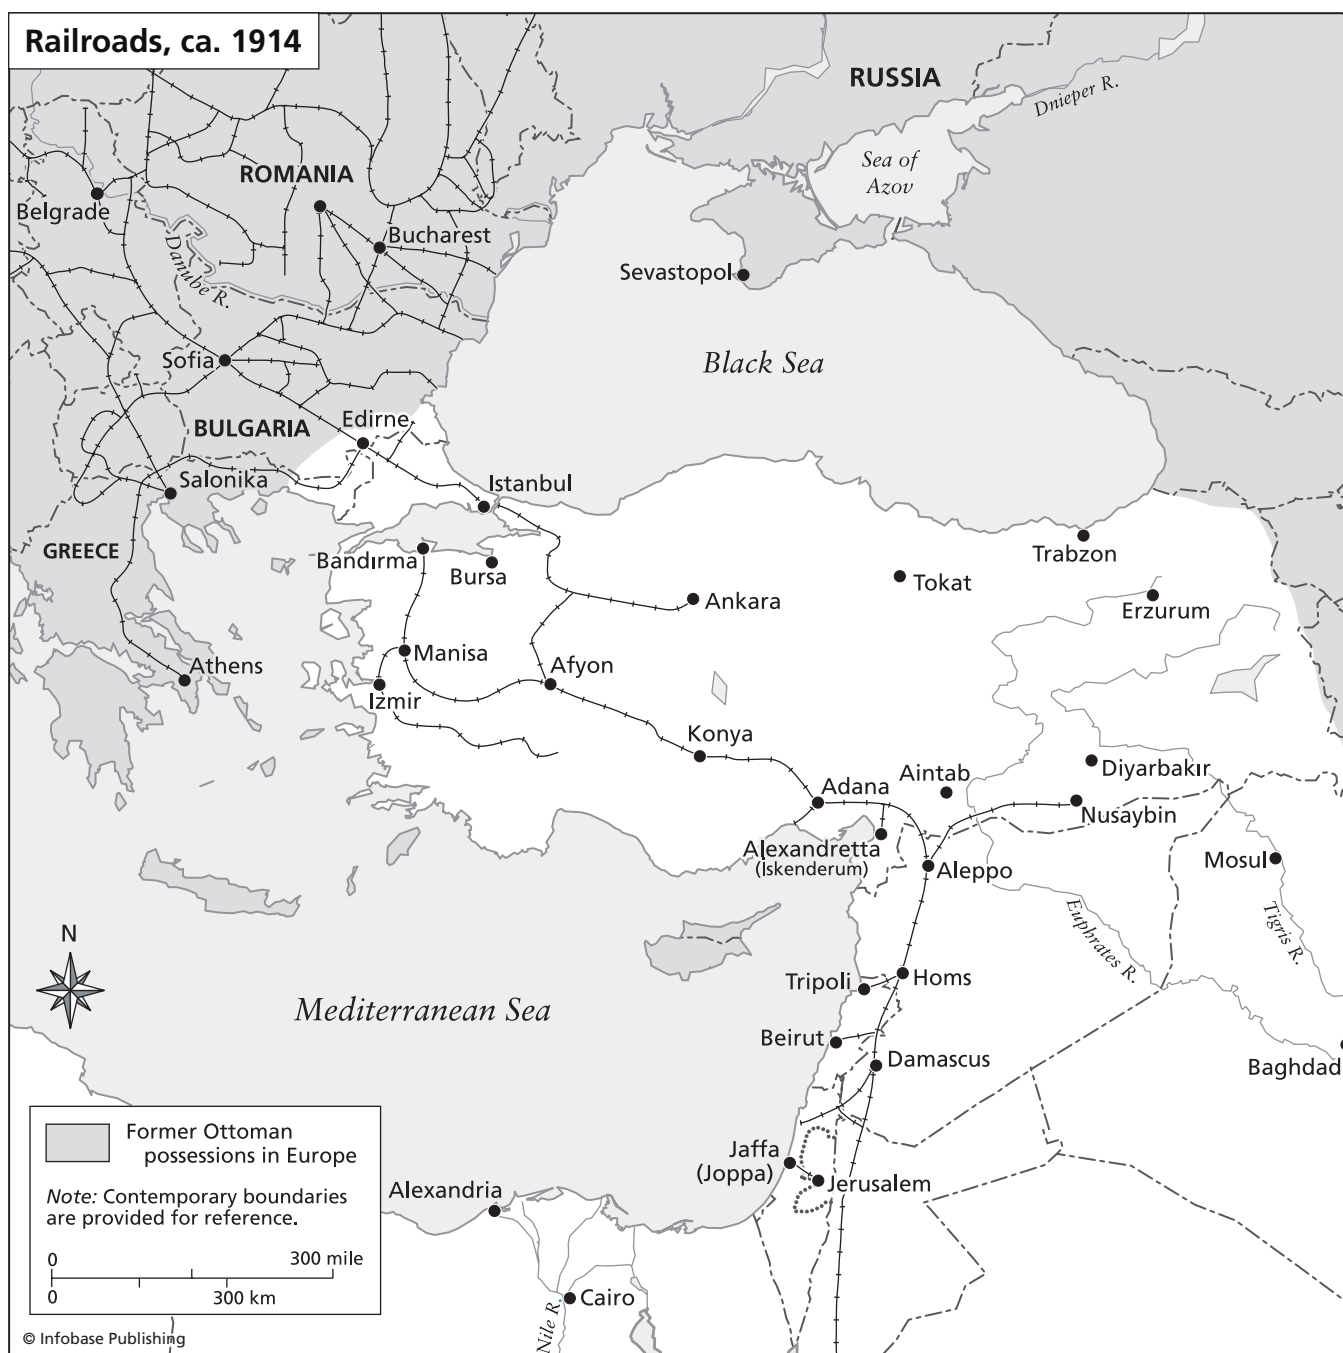 Railroads, ca. 1914
RUSSIA
Dnieper R.
Sea of
Azov
ROMANIA
Belgrade
Bucharest
Danube R.
Sevastopol
Black Sea
Sofia
Edirne
BULGARIA
Salonika
Istanbul
GREECE
Bandırma
Bursa
Trabzon
Tokat
Ankara
Erzurum
Manisa
Athens
Afyon
Izmir
Konya
Diyarbakır
Aintab
Adana
Nusaybin
Alexandretta
(Iskenderum)
Aleppo
Mosul
Euphrates R.
Tigris R.
N
Tripoli
Homs
Mediterranean Sea
Beirut
Damascus
Baghdad
Former Ottoman
possessions in Europe
Jaffa
(Joppa)
Jerusalem
Alexandria
Note: Contemporary boundaries
are provided for reference.
0 300 mile
0 300 km
Cairo
Nile R.
© Infobase Publishing